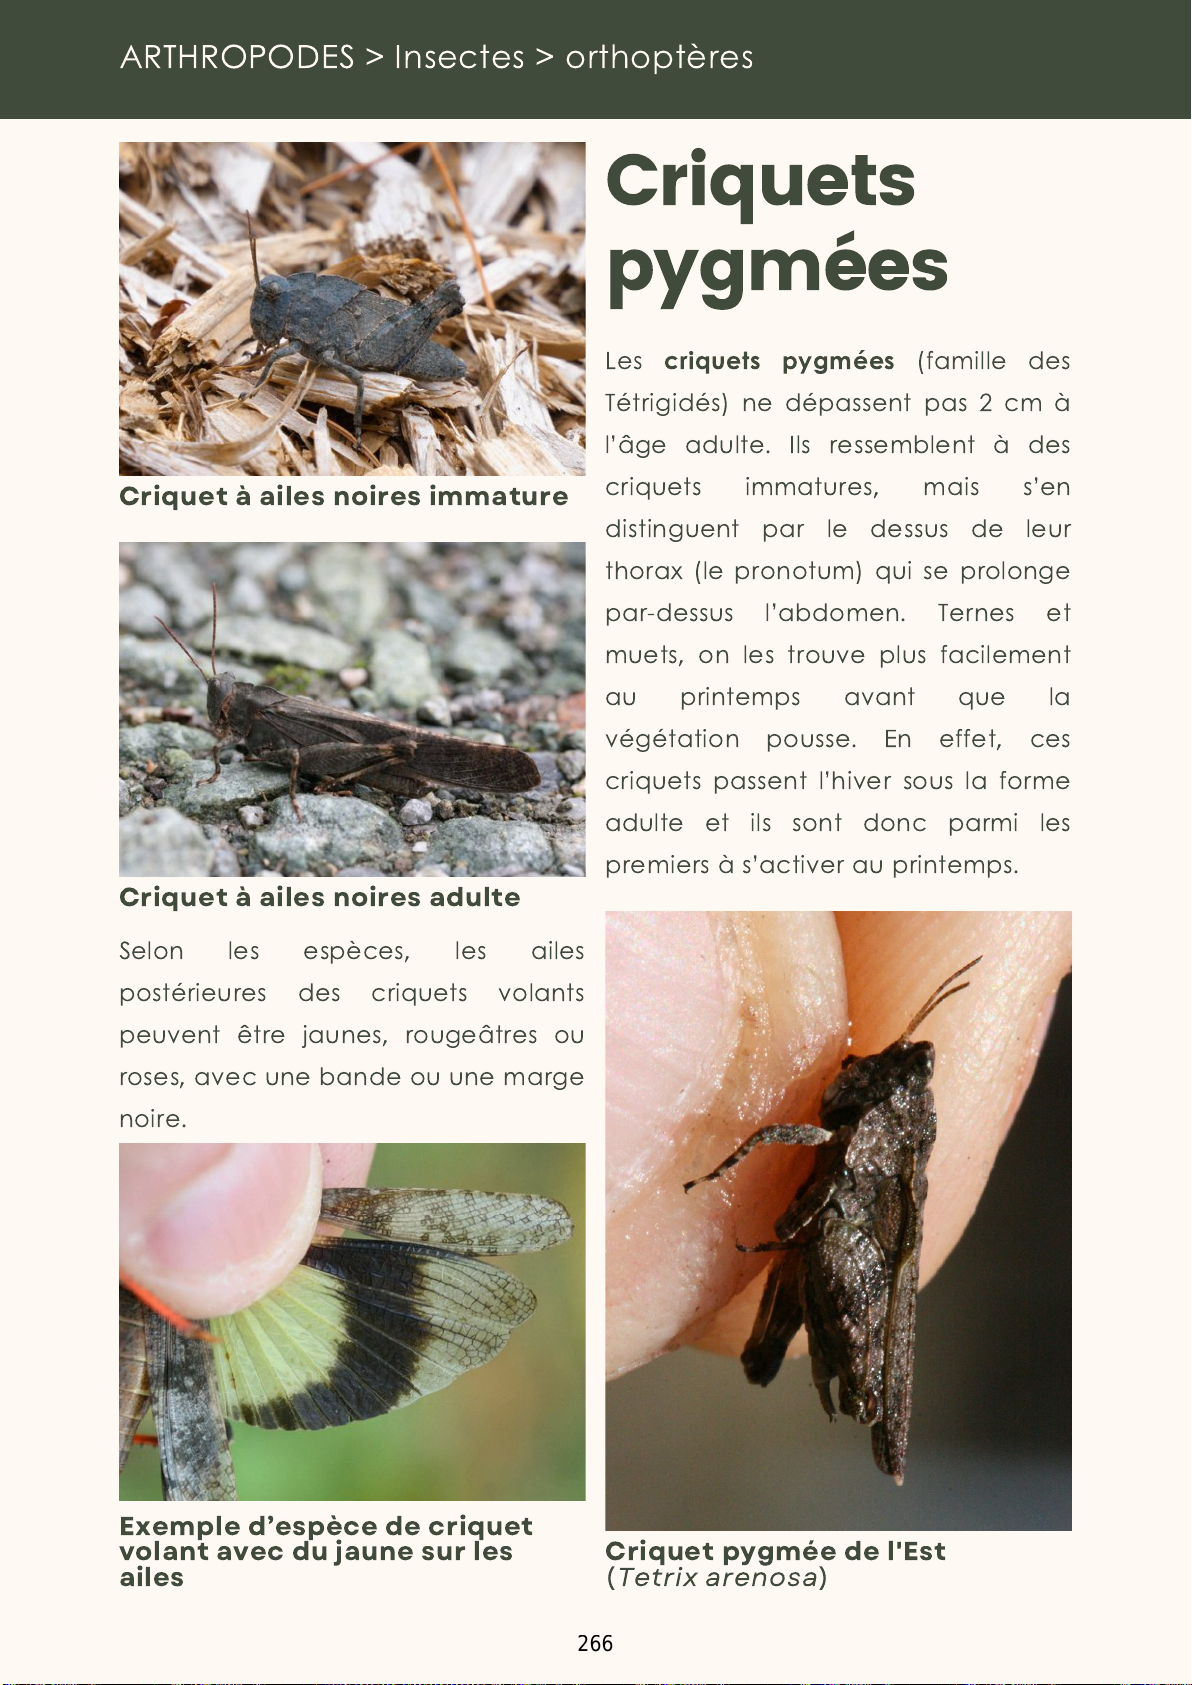 ARTHROPODES > Insectes > orthoptères
Criquet à ailes noires immature
Criquet à ailes noires adulte
Selon les espèces, les ailes
postérieures des criquets volants
peuvent être jaunes, rougeâtres ou
roses, avec une bande ou une marge
noire.
Exemple d’espèce de criquet
volant avec du jaune sur les
ailes
Criquets
pygmées
Les criquets pygmées (famille des
Tétrigidés) ne dépassent pas 2 cm à
l’âge adulte. Ils ressemblent à des
criquets immatures, mais s’en
distinguent par le dessus de leur
thorax (le pronotum) qui se prolonge
par-dessus l’abdomen. Ternes et
muets, on les trouve plus facilement
au printemps avant que la
végétation pousse. En effet, ces
criquets passent l’hiver sous la forme
adulte et ils sont donc parmi les
premiers à s’activer au printemps.
Criquet pygmée de l'Est
(Tetrix arenosa)
266